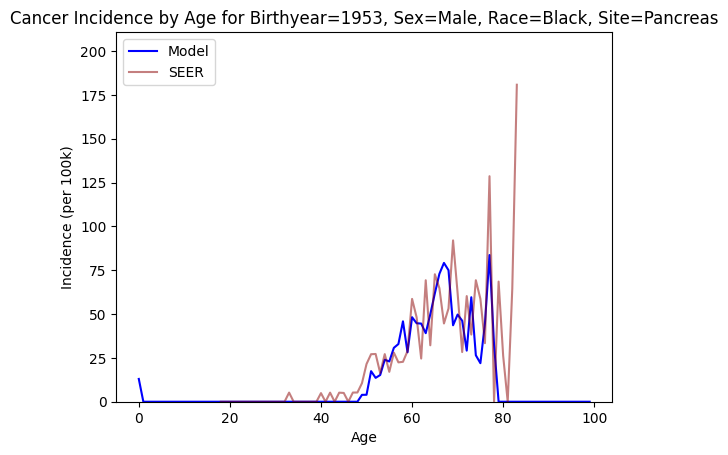 Cancer Incidence by Age for Birthyear=1953, Sex=Male, Race=Black, Site=Pancreas
Model
SEER
200
175
150
125
100
75
50
25
0
Incidence (per 100k)
0 20 40 60 80 100
Age